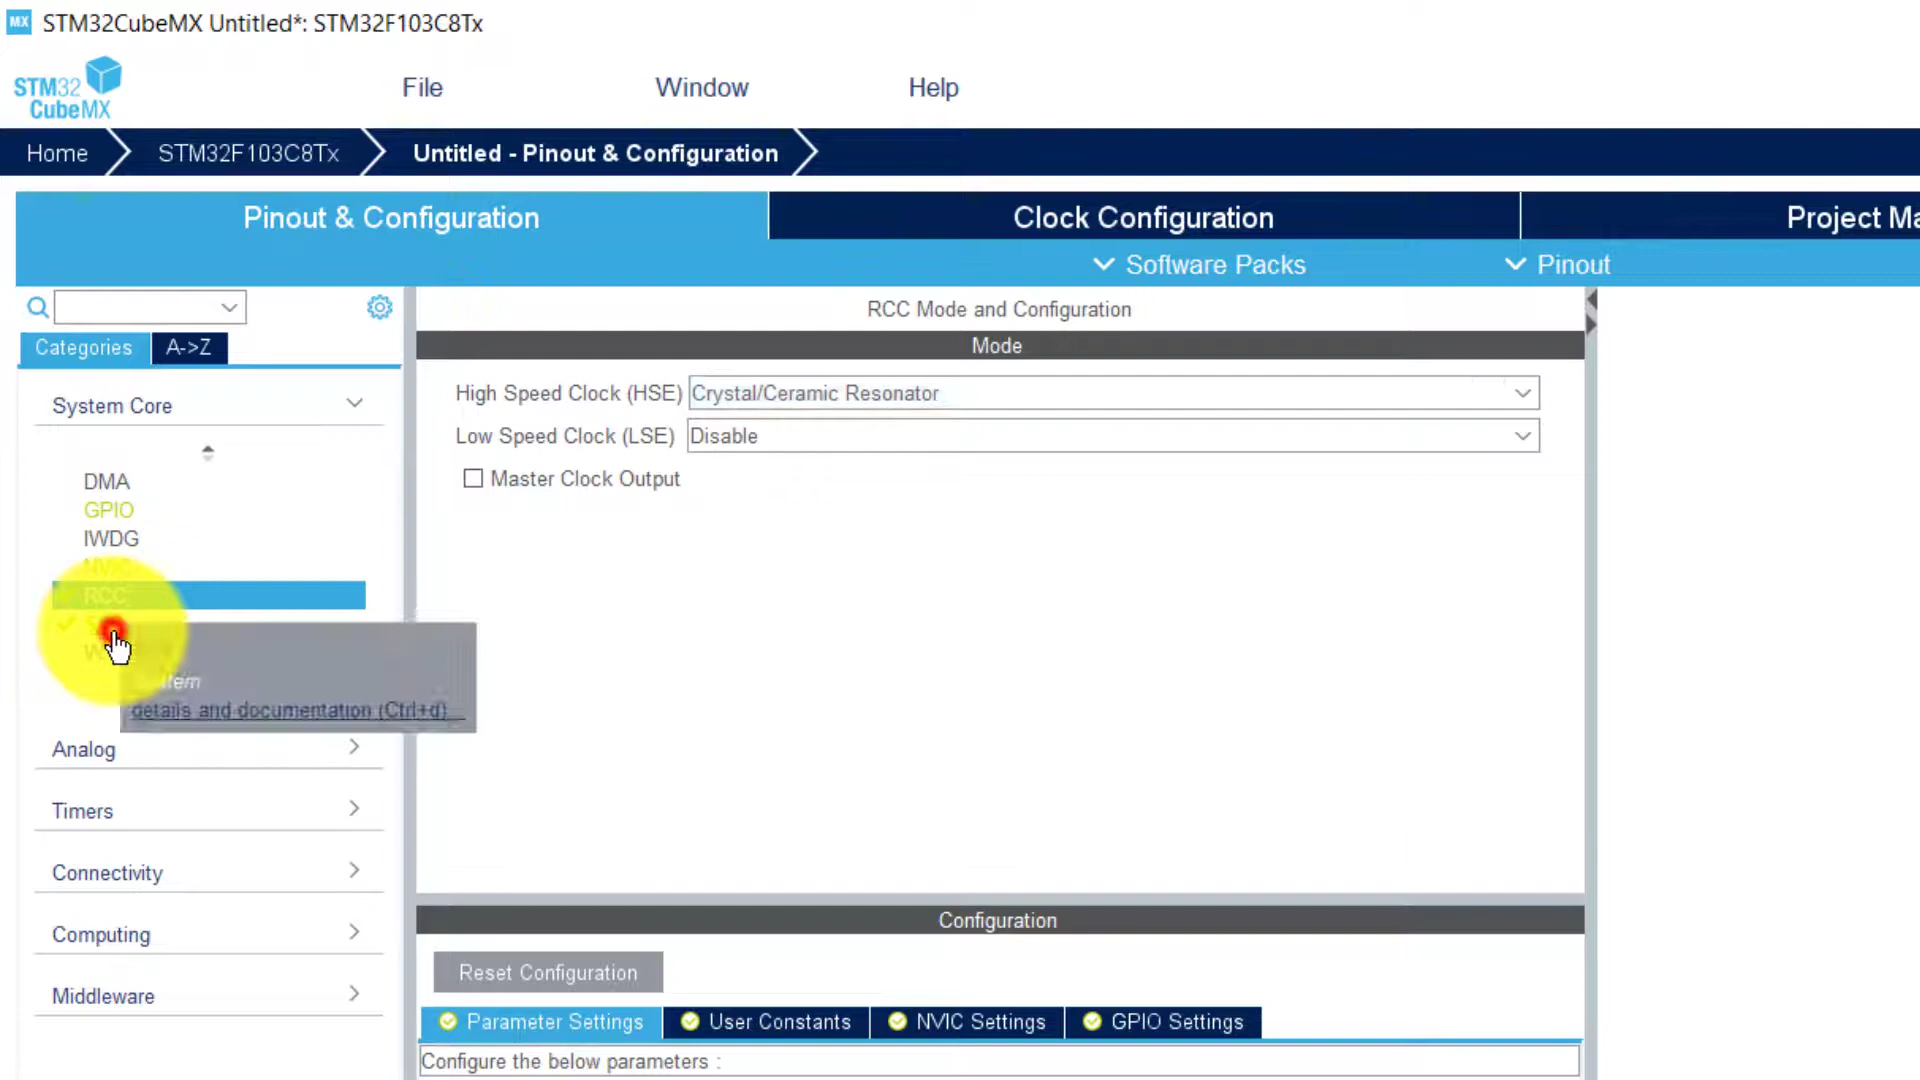 MX STM32CubeMX Untitled*: STM32F103C8Tx
STM32
CubeMX
File Window Help
Home STM32F103C8Tx Untitled - Pinout & Configuration
Pinout & Configuration Clock Configuration Project Ma
Software Packs Pinout
RCC Mode and Configuration
Categories A->Z
Mode
High Speed Clock (HSE) Crystal/Ceramic Resonator
System Core
Low Speed Clock (LSE) Disable
Master Clock Output
DMA
GPIO
IWDG
NVIC
RCC
details and documentation (Ctrl+d)
Analog
Timers
Connectivity
Configuration
Computing
Reset Configuration
Middleware
Parameter Settings User Constants NVIC Settings GPIO Settings
Configure the below parameters :